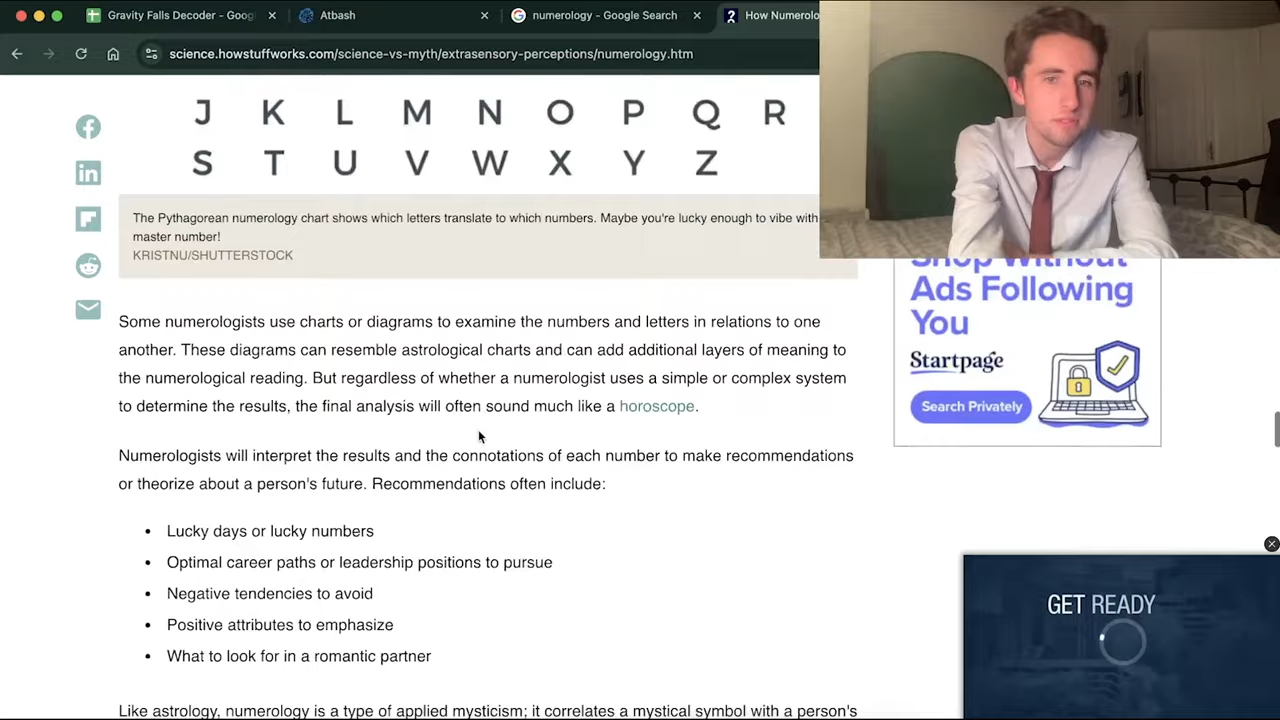 Gravity Falls Decoder - Goog
Atbash
numerology - Google Search
How Numerolo
science.howstuffworks.com/science-vs-myth/extrasensory-perceptions/numerology.htm
J K L M N O P Q R
S T U V W X Y Z
The Pythagorean numerology chart shows which letters translate to which numbers. Maybe you're lucky enough to vibe with
master number!
KRISTNU/SHUTTERSTOCK
Some numerologists use charts or diagrams to examine the numbers and letters in relations to one
another. These diagrams can resemble astrological charts and can add additional layers of meaning to
the numerological reading. But regardless of whether a numerologist uses a simple or complex system
to determine the results, the final analysis will often sound much like a horoscope.
Numerologists will interpret the results and the connotations of each number to make recommendations
or theorize about a person's future. Recommendations often include:
• Lucky days or lucky numbers
• Optimal career paths or leadership positions to pursue
• Negative tendencies to avoid
• Positive attributes to emphasize
• What to look for in a romantic partner
Like astrology, numerology is a type of applied mysticism; it correlates a mystical symbol with a person's
Shop Without
Ads Following
You
Startpage
Search Privately
GET READY